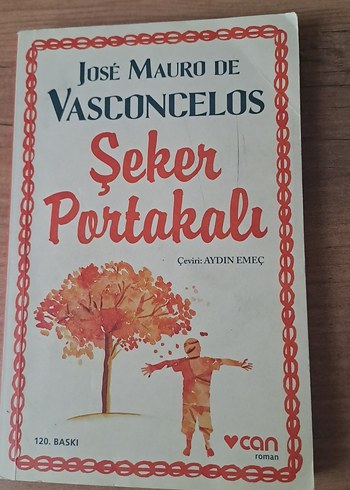 JOSÉ MAURO DE
VASCONCELOS
Şeker
Portakalı
Çeviri: AYDIN EMEÇ
120. BASKI
can
roman